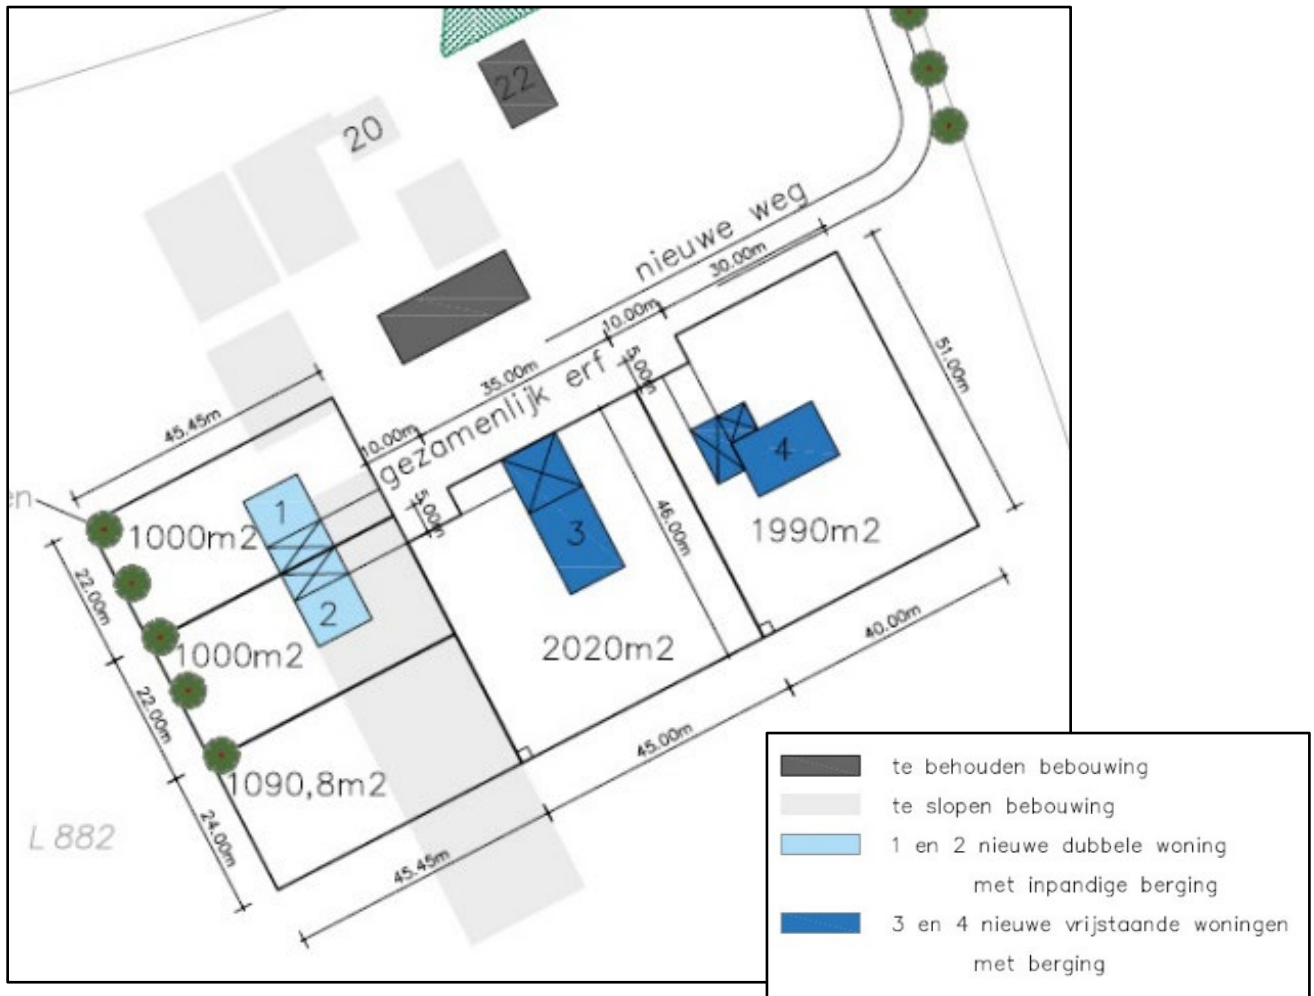 22
20
nieuwe weg
30.00m
10.00m
35.00m
5.00m
51.00m
gezamenlijk erf
10.00m
45.45m
5.00m
en
1
1000m2
3
46.00m
4
1990m2
22.00m
2
1000m2
2020m2
40.00m
22.00m
1090,8m2
45.00m
24.00m
L 882
45.45m
te behouden bebouwing
te slopen bebouwing
1 en 2 nieuwe dubbele woning
met inpandige berging
3 en 4 nieuwe vrijstaande woningen
met berging